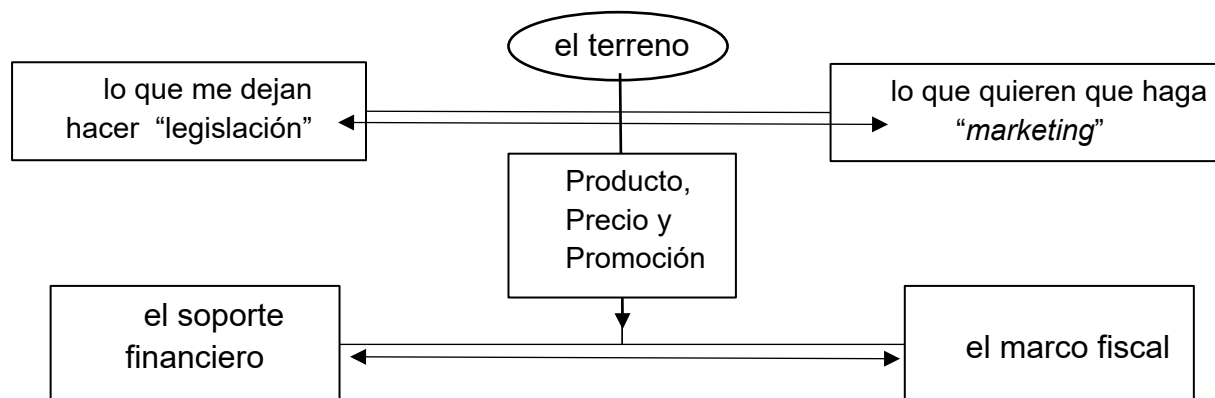 el terreno
lo que me dejan
hacer “legislación”
lo que quieren que haga
“marketing”
Producto,
Precio y
Promoción
el soporte
financiero
el marco fiscal